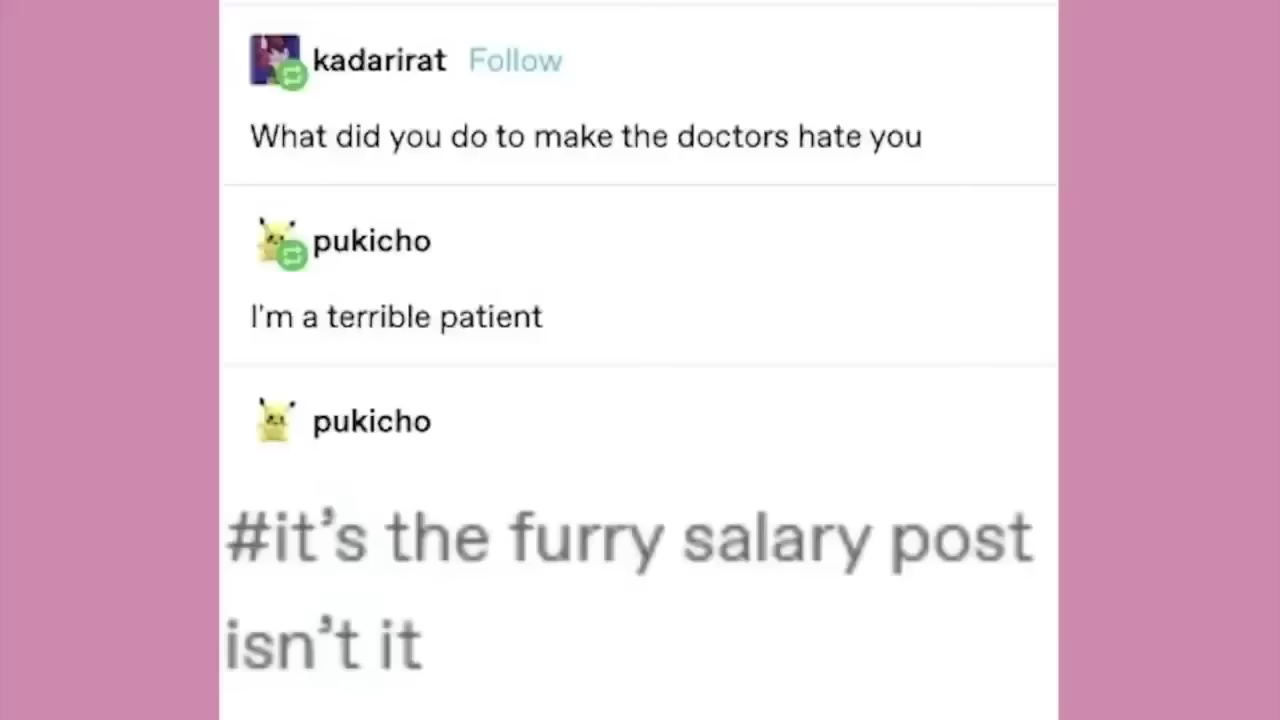 kadarirat Follow
What did you do to make the doctors hate you
pukicho
I'm a terrible patient
pukicho
#it's the furry salary post
isn't it